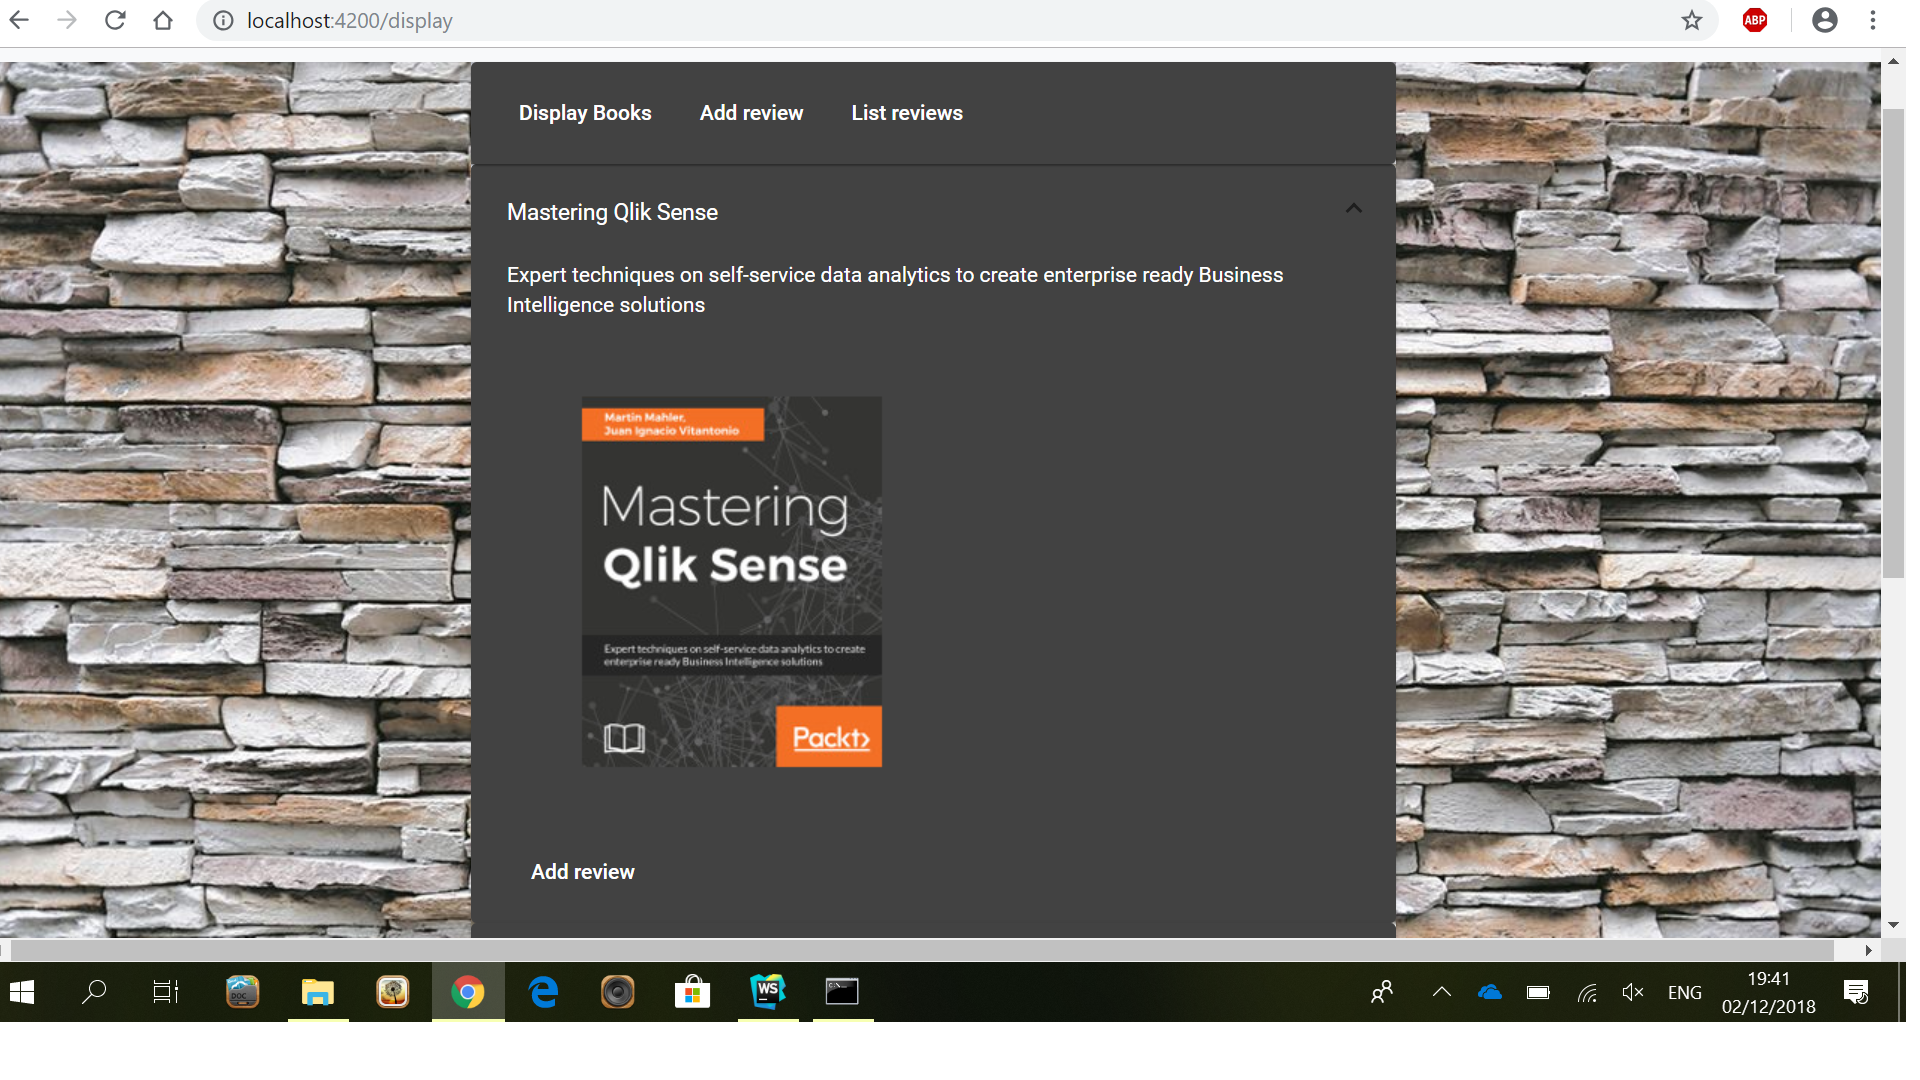 localhost:4200/display
ABP
Display Books Add review List reviews
Mastering Qlik Sense
Expert techniques on self-service data analytics to create enterprise ready Business
Intelligence solutions
Martin Mahler,
Juan Ignacio Vitantonio
Mastering
Qlik Sense
Expert techniques on self-service data analytics to create
enterprise ready Business Intelligence solutions
Packt>
Add review
DOC
WS
C:\.
ENG
19:41
02/12/2018